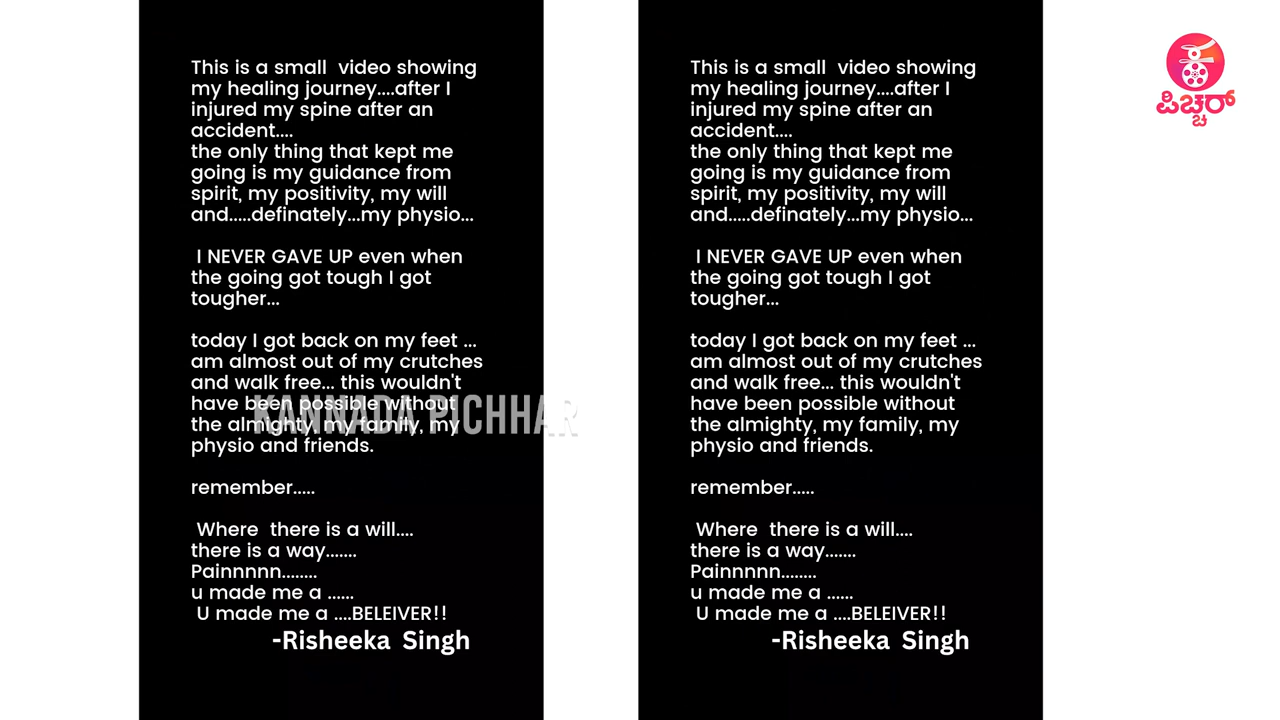 This is a small  video showing
my healing journey....after I
injured my spine after an
accident....
the only thing that kept me
going is my guidance from
spirit, my positivity, my will
and.....definately...my physio...
I NEVER GAVE UP even when
the going got tough I got
tougher...
today I got back on my feet ...
am almost out of my crutches
and walk free... this wouldn't
have been possible without
the almighty, my family, my
physio and friends.
remember.....
Where  there is a will....
there is a way.......
Painnnnn........
u made me a ......
U made me a ....BELEIVER!!
-Risheeka Singh
KANNADA PICHHAR
This is a small  video showing
my healing journey....after I
injured my spine after an
accident....
the only thing that kept me
going is my guidance from
spirit, my positivity, my will
and.....definately...my physio...
I NEVER GAVE UP even when
the going got tough I got
tougher...
today I got back on my feet ...
am almost out of my crutches
and walk free... this wouldn't
have been possible without
the almighty, my family, my
physio and friends.
remember.....
Where  there is a will....
there is a way.......
Painnnnn........
u made me a ......
U made me a ....BELEIVER!!
-Risheeka Singh
ಪಿಚ್ಚರ್